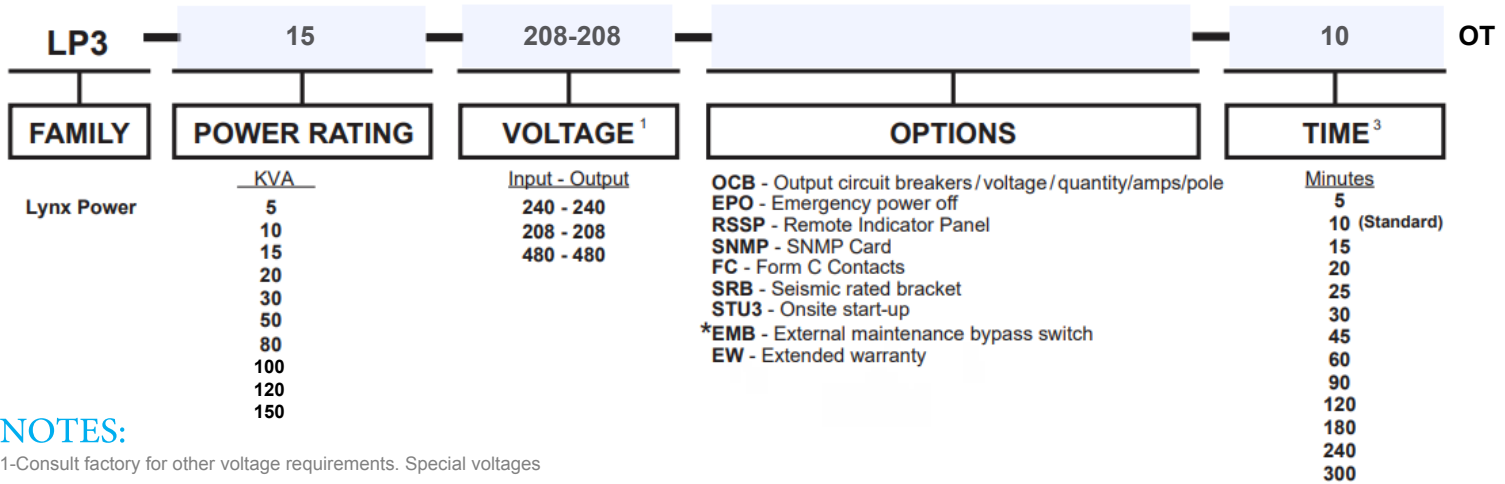 LP3 — 15 — 208-208 — — 10 OT
FAMILY POWER RATING VOLTAGE 1 OPTIONS TIME 3
Lynx Power
KVA
5
10
15
20
30
50
80
100
120
150
Input - Output
240 - 240
208 - 208
480 - 480
OCB - Output circuit breakers/voltage/quantity/amps/pole
EPO - Emergency power off
RSSP - Remote Indicator Panel
SNMP - SNMP Card
FC - Form C Contacts
SRB - Seismic rated bracket
STU3 - Onsite start-up
*EMB - External maintenance bypass switch
EW - Extended warranty
Minutes
5
10 (Standard)
15
20
25
30
45
60
90
120
180
240
300
NOTES:
1-Consult factory for other voltage requirements. Special voltages